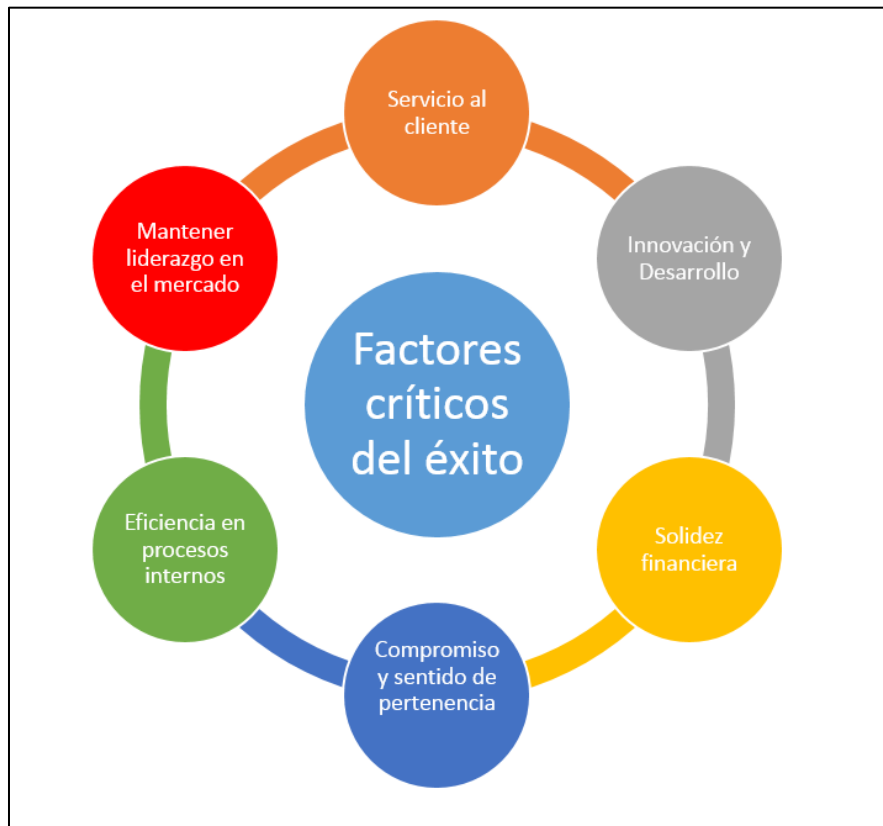 Servicio al
cliente
Innovación y
Desarrollo
Solidez
financiera
Compromiso
y sentido de
pertenencia
Eficiencia en
procesos
internos
Mantener
liderazgo en
el mercado
Factores
críticos
del éxito